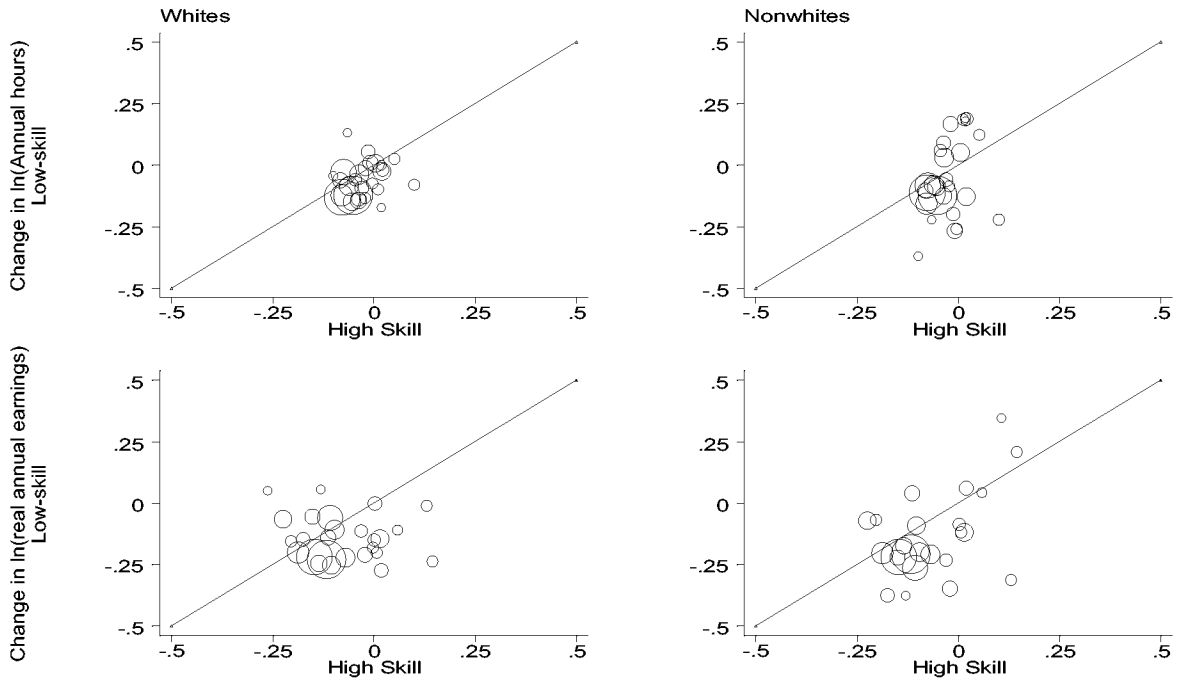 Whites
Change in ln(Annual hours)
Low-skill
.5
.25
0
-.25
-.5
-.5 -.25 0 .25 .5
High Skill
Nonwhites
.5
.25
0
-.25
-.5
-.5 -.25 0 .25 .5
High Skill
Change in ln(real annual earnings)
Low-skill
.5
.25
0
-.25
-.5
-.5 -.25 0 .25 .5
High Skill
.5
.25
0
-.25
-.5
-.5 -.25 0 .25 .5
High Skill